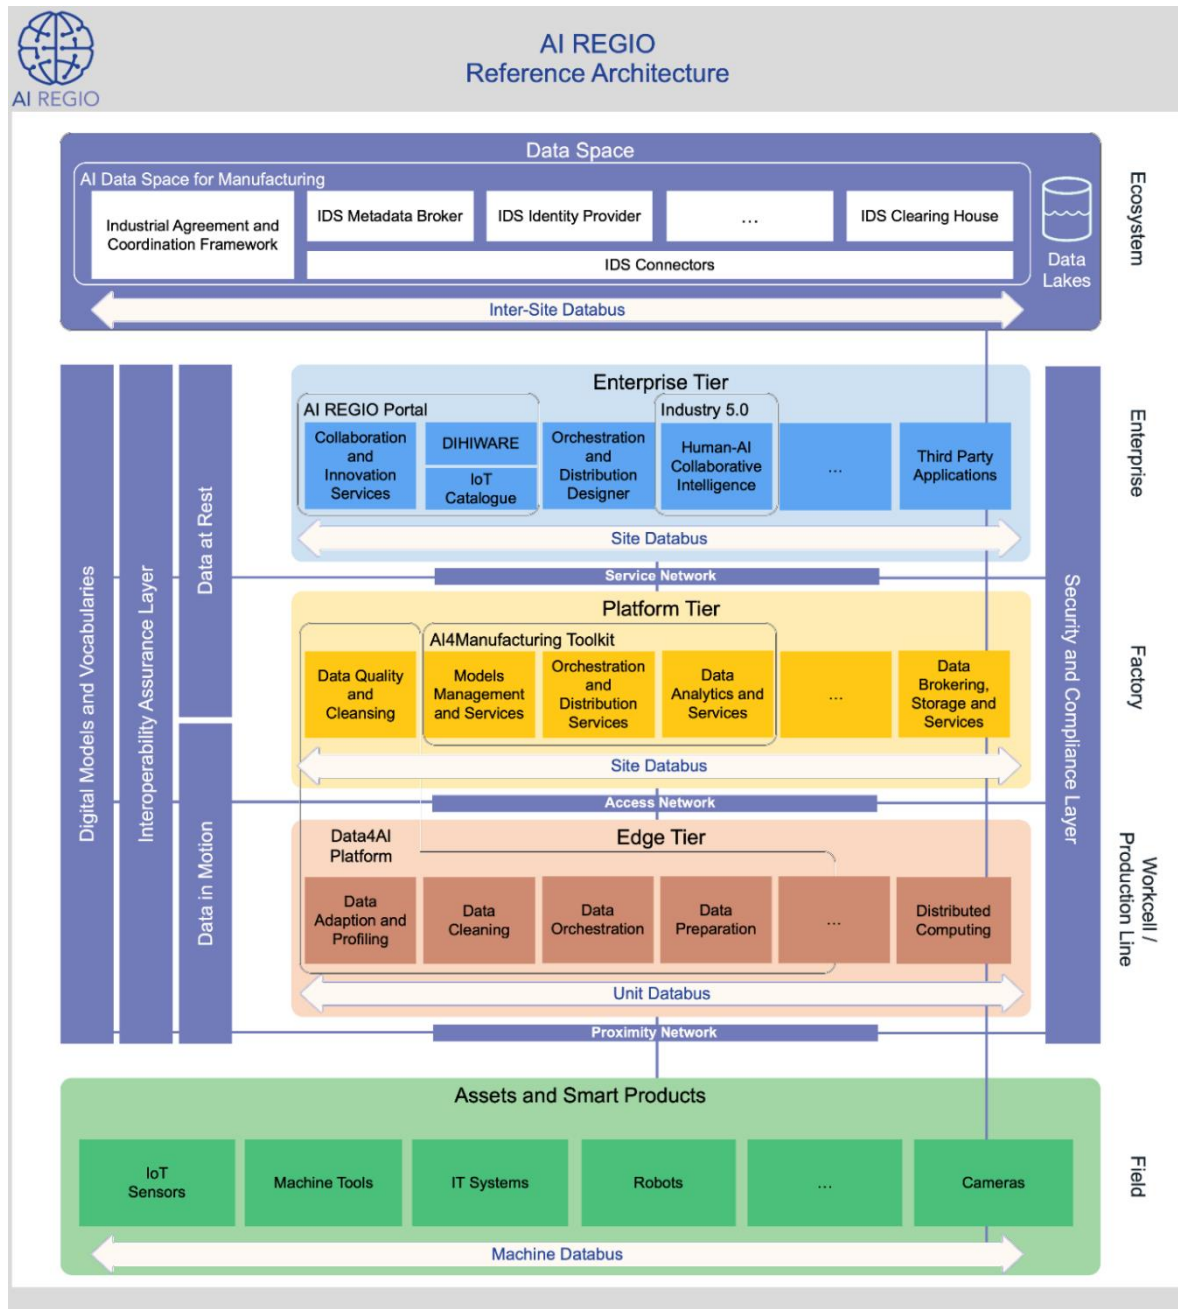 AI REGIO
AI REGIO
Reference Architecture
Data Space
AI Data Space for Manufacturing
Industrial Agreement and
Coordination Framework
IDS Metadata Broker
IDS Identity Provider
...
IDS Clearing House
IDS Connectors
Data
Lakes
Inter-Site Databus
Ecosystem
Digital Models and Vocabularies
Interoperability Assurance Layer
Data at Rest
Data in Motion
Enterprise Tier
AI REGIO Portal
Industry 5.0
Collaboration
and
Innovation
Services
DIHIWARE
IoT
Catalogue
Orchestration
and
Distribution
Designer
Human-AI
Collaborative
Intelligence
...
Third Party
Applications
Site Databus
Enterprise
Service Network
Platform Tier
AI4Manufacturing Toolkit
Data Quality
and
Cleansing
Models
Management
and Services
Orchestration
and
Distribution
Services
Data
Analytics and
Services
...
Data
Brokering,
Storage and
Services
Site Databus
Factory
Access Network
Security and Compliance Layer
Edge Tier
Data4AI
Platform
Data
Adaption and
Profiling
Data
Cleaning
Data
Orchestration
Data
Preparation
...
Distributed
Computing
Unit Databus
Workcell /
Production Line
Proximity Network
Assets and Smart Products
IoT
Sensors
Machine Tools
IT Systems
Robots
...
Cameras
Machine Databus
Field